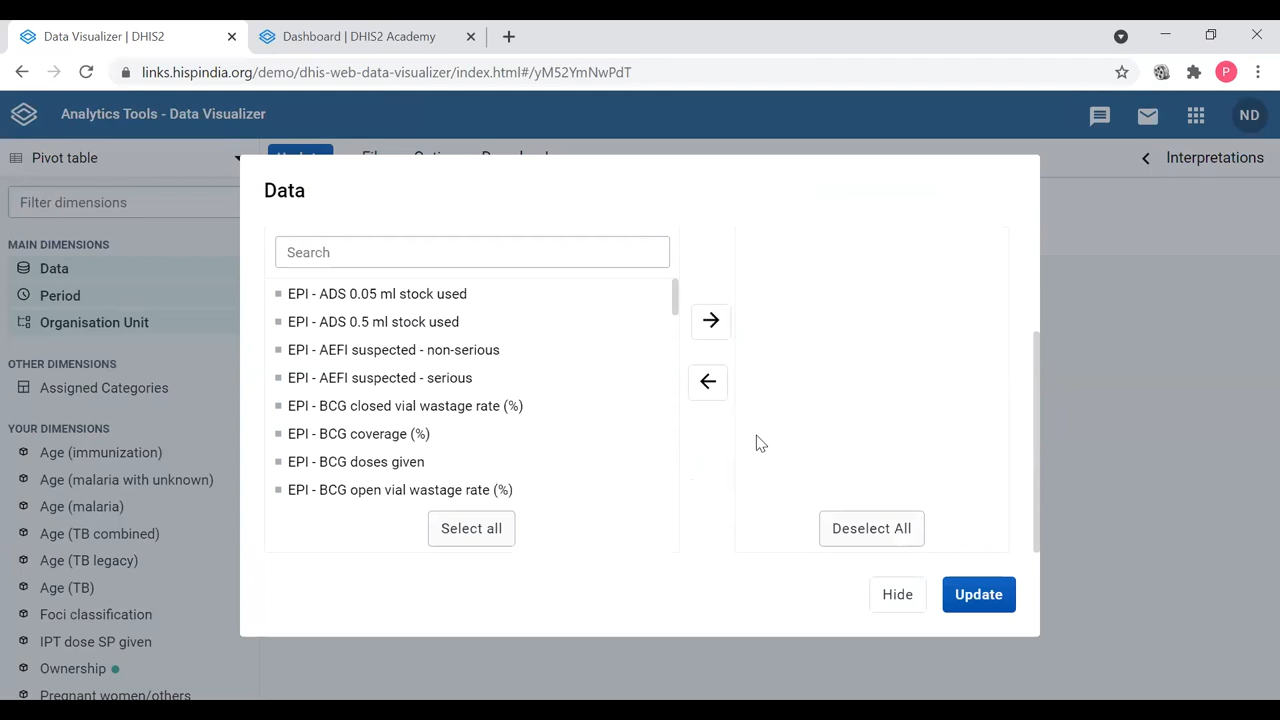 Data Visualizer | DHIS2
Dashboard | DHIS2 Academy
links.hispindia.org/demo/dhis-web-data-visualizer/index.html#/yM52YmNwPdT
P
Analytics Tools - Data Visualizer
ND
Pivot table
Interpretations
Filter dimensions
MAIN DIMENSIONS
Data
Period
Organisation Unit
OTHER DIMENSIONS
Assigned Categories
YOUR DIMENSIONS
Age (immunization)
Age (malaria with unknown)
Age (malaria)
Age (TB combined)
Age (TB legacy)
Age (TB)
Foci classification
IPT dose SP given
Ownership
Pregnant women/others
Data
Search
EPI - ADS 0.05 ml stock used
EPI - ADS 0.5 ml stock used
EPI - AEFI suspected - non-serious
EPI - AEFI suspected - serious
EPI - BCG closed vial wastage rate (%)
EPI - BCG coverage (%)
EPI - BCG doses given
EPI - BCG open vial wastage rate (%)
Select all
Deselect All
Hide
Update